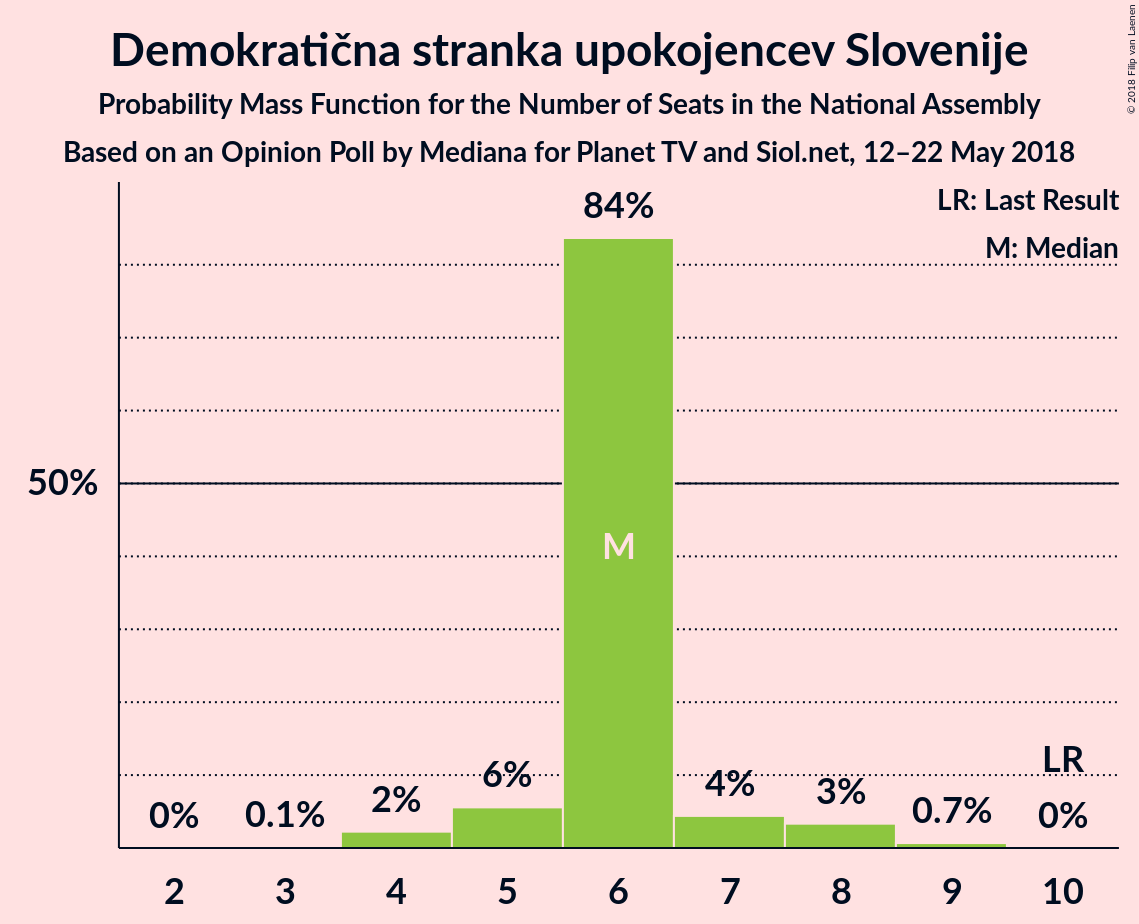 Demokratična stranka upokojencev Slovenije
Probability Mass Function for the Number of Seats in the National Assembly
Based on an Opinion Poll by Mediana for Planet TV and Siol.net, 12–22 May 2018
© 2018 Filip van Laenen
LR: Last Result
M: Median
50%
0%
0.1%
2%
6%
84%
M
4%
3%
0.7%
LR
0%
2 3 4 5 6 7 8 9 10